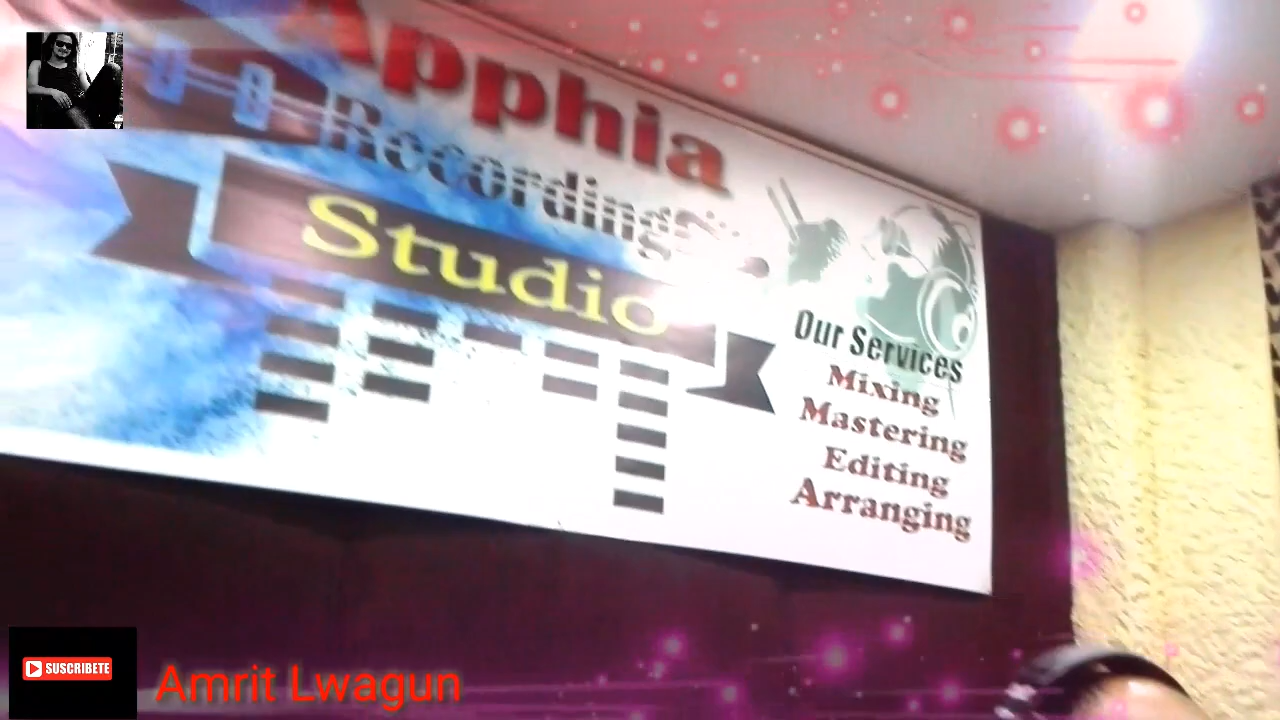 Apphia
Recording
Studio
Our Services
Mixing
Mastering
Editing
Arranging
SUSCRIBETE
Amrit Lwagun